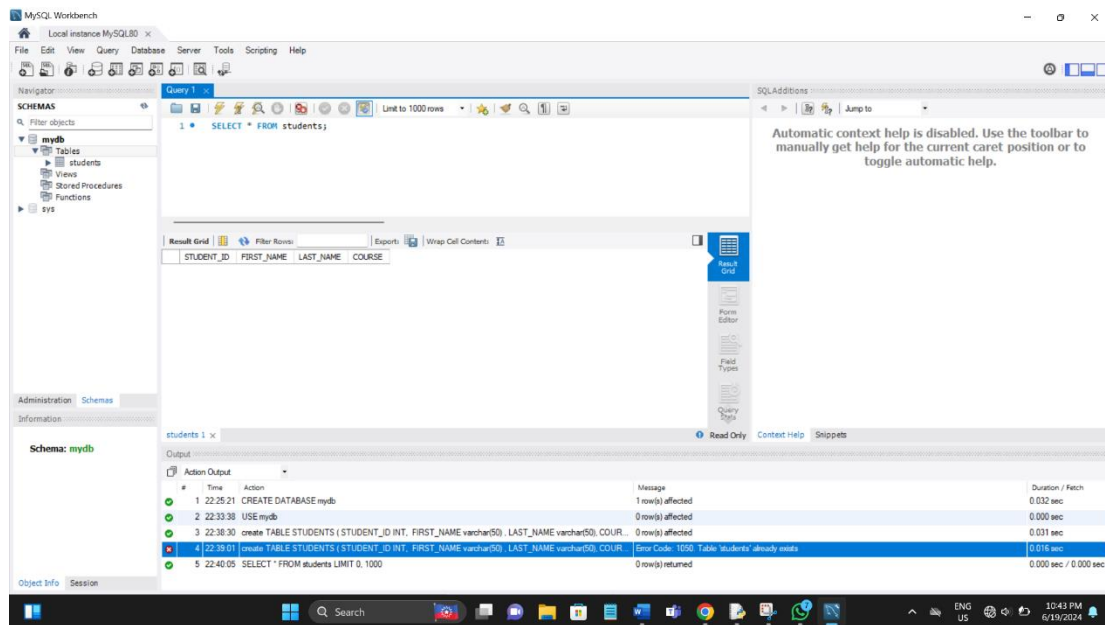 MySQL Workbench
Local instance MySQL80 ×
File Edit View Query Database Server Tools Scripting Help
Navigator
SCHEMAS
Filter objects
mydb
Tables
students
Views
Stored Procedures
Functions
sys
Administration Schemas
Information
Schema: mydb
Object Info Session
Query 1 ×
Limit to 1000 rows
1 SELECT * FROM students;
Result Grid Filter Rows: Export: Wrap Cell Content:
STUDENT_ID FIRST_NAME LAST_NAME COURSE
Result Grid
Form Editor
Field Types
Query Stats
students 1 × Read Only
SQLAdditions
Jump to
Automatic context help is disabled. Use the toolbar to
manually get help for the current caret position or to
toggle automatic help.
Context Help Snippets
Output
Action Output
# Time Action Message Duration / Fetch
1 22:25:21 CREATE DATABASE mydb 1 row(s) affected 0.032 sec
2 22:33:38 USE mydb 0 row(s) affected 0.000 sec
3 22:38:30 create TABLE STUDENTS ( STUDENT_ID INT, FIRST_NAME varchar(50) , LAST_NAME varchar(50), COUR... 0 row(s) affected 0.031 sec
4 22:39:01 create TABLE STUDENTS ( STUDENT_ID INT, FIRST_NAME varchar(50) , LAST_NAME varchar(50), COUR... Error Code: 1050. Table 'students' already exists 0.016 sec
5 22:40:05 SELECT * FROM students LIMIT 0, 1000 0 row(s) returned 0.000 sec / 0.000 sec
Search
ENG
US
10:43 PM
6/19/2024